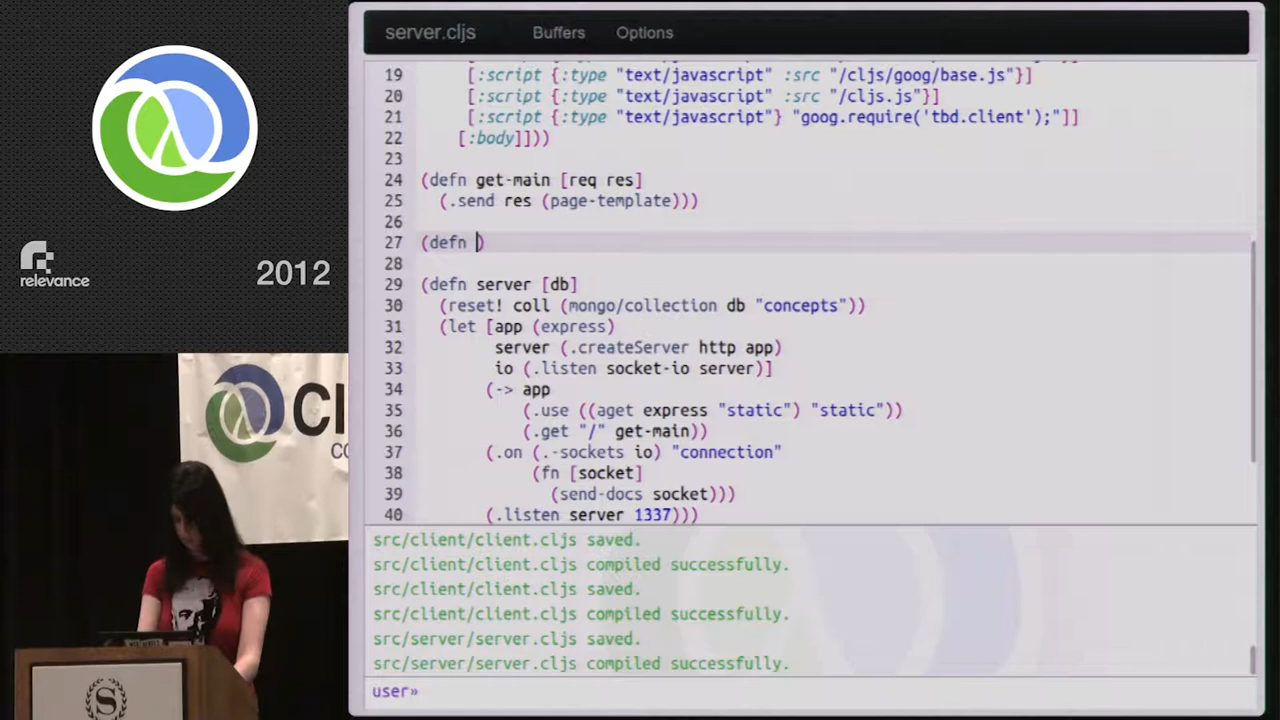 server.cljs Buffers Options
19 [:script {:type "text/javascript" :src "/cljs/goog/base.js"}]
20 [:script {:type "text/javascript" :src "/cljs.js"}]
21 [:script {:type "text/javascript"} "goog.require('tbd.client');"]]
22 [:body]]))
23
24 (defn get-main [req res]
25 (.send res (page-template)))
26
27 (defn )
28
29 (defn server [db]
30 (reset! coll (mongo/collection db "concepts"))
31 (let [app (express)
32 server (.createServer http app)
33 io (.listen socket-io server)]
34 (-> app
35 (.use ((aget express "static") "static"))
36 (.get "/" get-main))
37 (.on (.-sockets io) "connection"
38 (fn [socket]
39 (send-docs socket)))
40 (.listen server 1337)))
src/client/client.cljs saved.
src/client/client.cljs compiled successfully.
src/client/client.cljs saved.
src/client/client.cljs compiled successfully.
src/server/server.cljs saved.
src/server/server.cljs compiled successfully.
user»
relevance
2012
Cl
CO
S